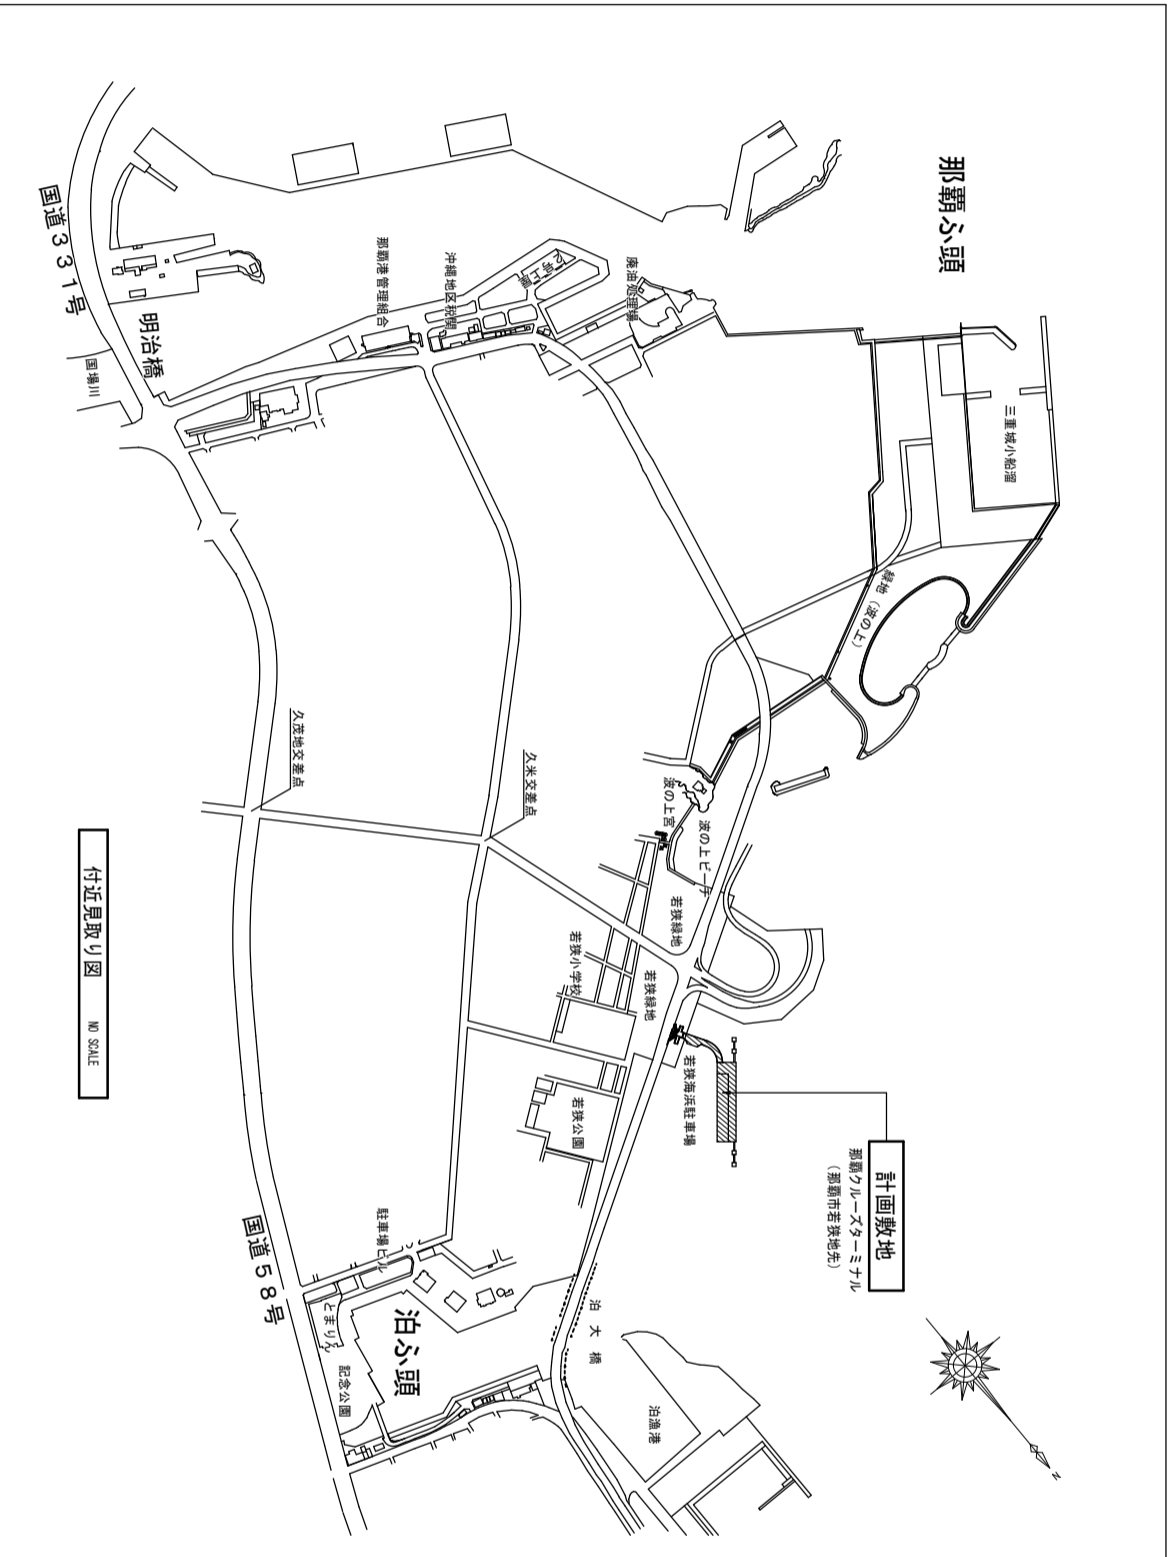 那覇ふ頭
三重城小船溜
緑地（波の上）
廃油処理場
沖縄地区税関
那覇港管理組合
国道３３１号
明治橋
国場川
久茂地交差点
久米交差点
波の上宮
波の上ビーチ
若狭緑地
若狭緑地
若狭小学校
若狭海浜駐車場
若狭公園
計画敷地
那覇クルーズターミナル
（那覇市若狭地先）
駐車場ビル
国道５８号
とまりん
泊ふ頭
記念公園
泊大橋
泊漁港
N
付近見取り図 NO SCALE